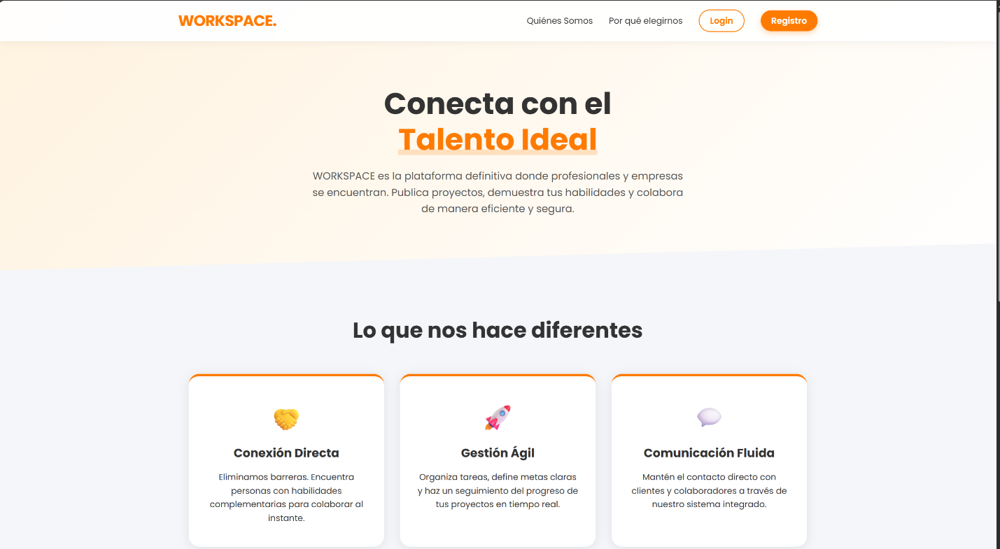 WORKSPACE.
Quiénes Somos
Por qué elegirnos
Login
Registro
Conecta con el
Talento Ideal
WORKSPACE es la plataforma definitiva donde profesionales y empresas
se encuentran. Publica proyectos, demuestra tus habilidades y colabora
de manera eficiente y segura.
Lo que nos hace diferentes
Conexión Directa
Eliminamos barreras. Encuentra
personas con habilidades
complementarias para colaborar al
instante.
Gestión Ágil
Organiza tareas, define metas claras
y haz un seguimiento del progreso de
tus proyectos en tiempo real.
Comunicación Fluida
Mantén el contacto directo con
clientes y colaboradores a través de
nuestro sistema integrado.